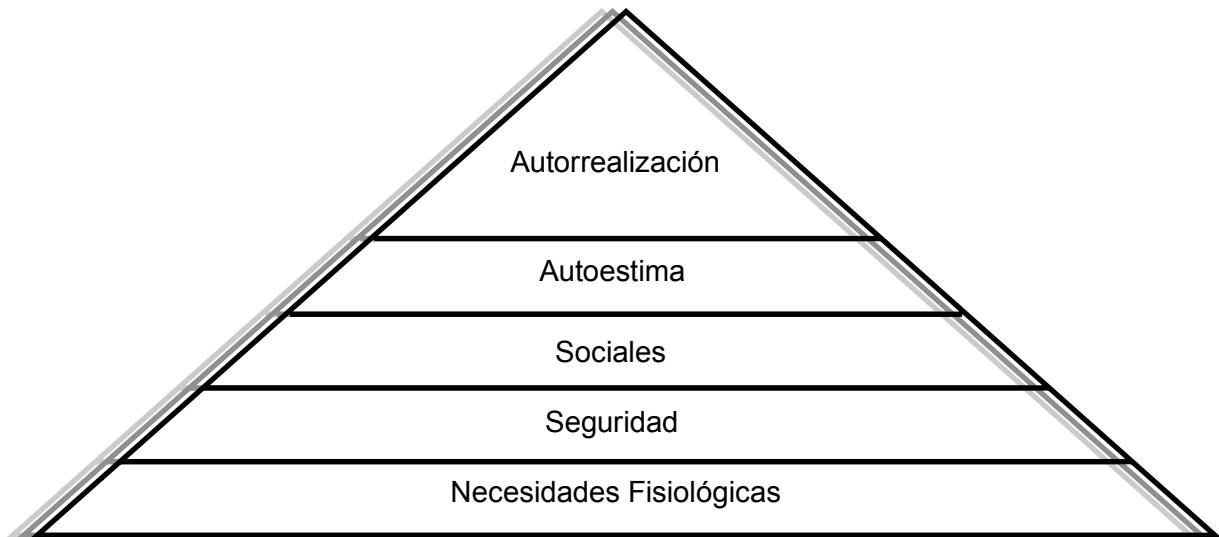 Autorrealización
Autoestima
Sociales
Seguridad
Necesidades Fisiológicas